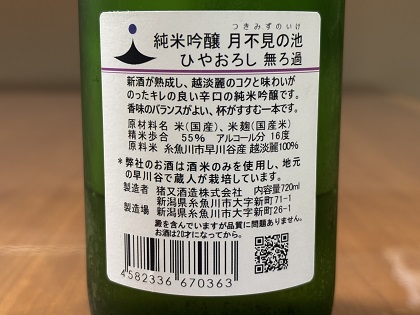 つきみずのいけ
純米吟醸 月不見の池
ひやおろし 無ろ過
新酒が熟成し、越淡麗のコクと味わいが
のったキレの良い辛口の純米吟醸です。
香味のバランスがよい、杯がすすむ一本です。
原材料名 米(国産)、米麹(国産米)
精米歩合 55% アルコール分 16度
原料米 糸魚川市早川谷産 越淡麗100%
*弊社のお酒は酒米のみを使用し、地元
の早川谷で蔵人が栽培しています。
製造者 猪又酒造株式会社 内容量720ml
新潟県糸魚川市大字新町71-1
製造場 新潟県糸魚川市大字新町26-1
澱を含んでいますが品質に問題ありません。
お酒は20才になってから。
4582336 670363